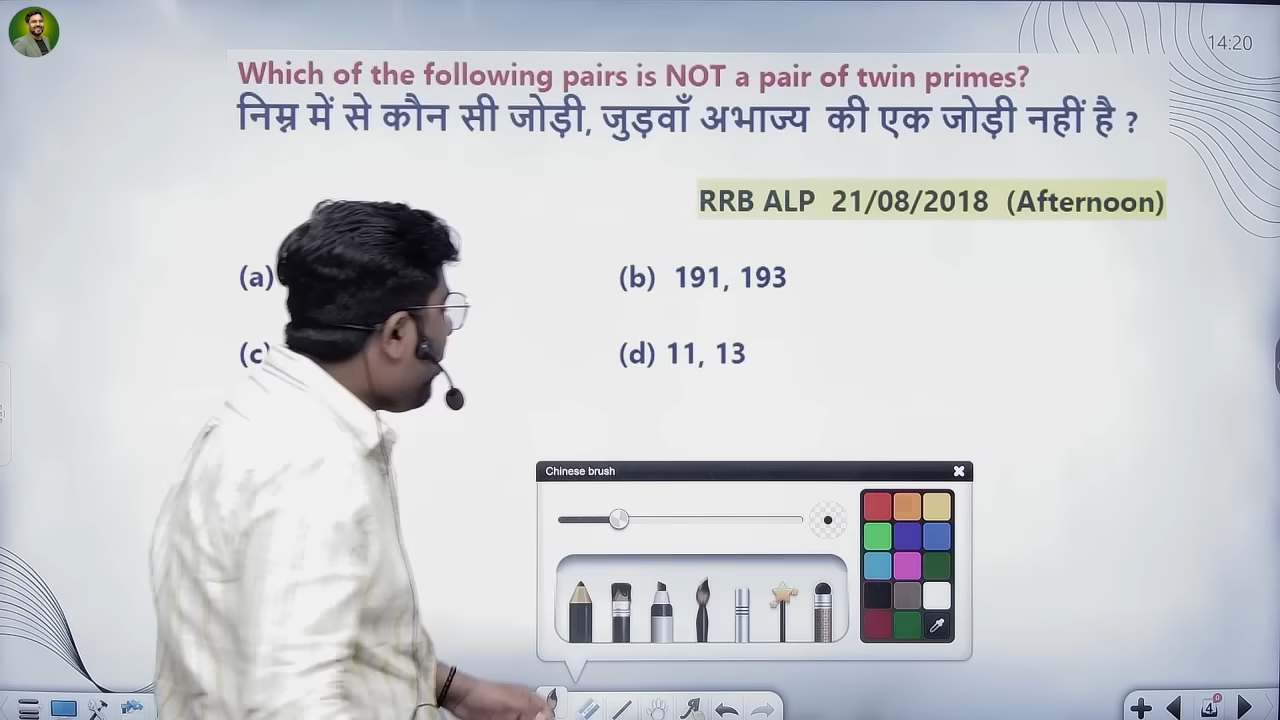 14:20
Which of the following pairs is NOT a pair of twin primes?
निम्न में से कौन सी जोड़ी, जुड़वाँ अभाज्य की एक जोड़ी नहीं है ?
RRB ALP 21/08/2018 (Afternoon)
(a) (b) 191, 193
(c) (d) 11, 13
Chinese brush
4